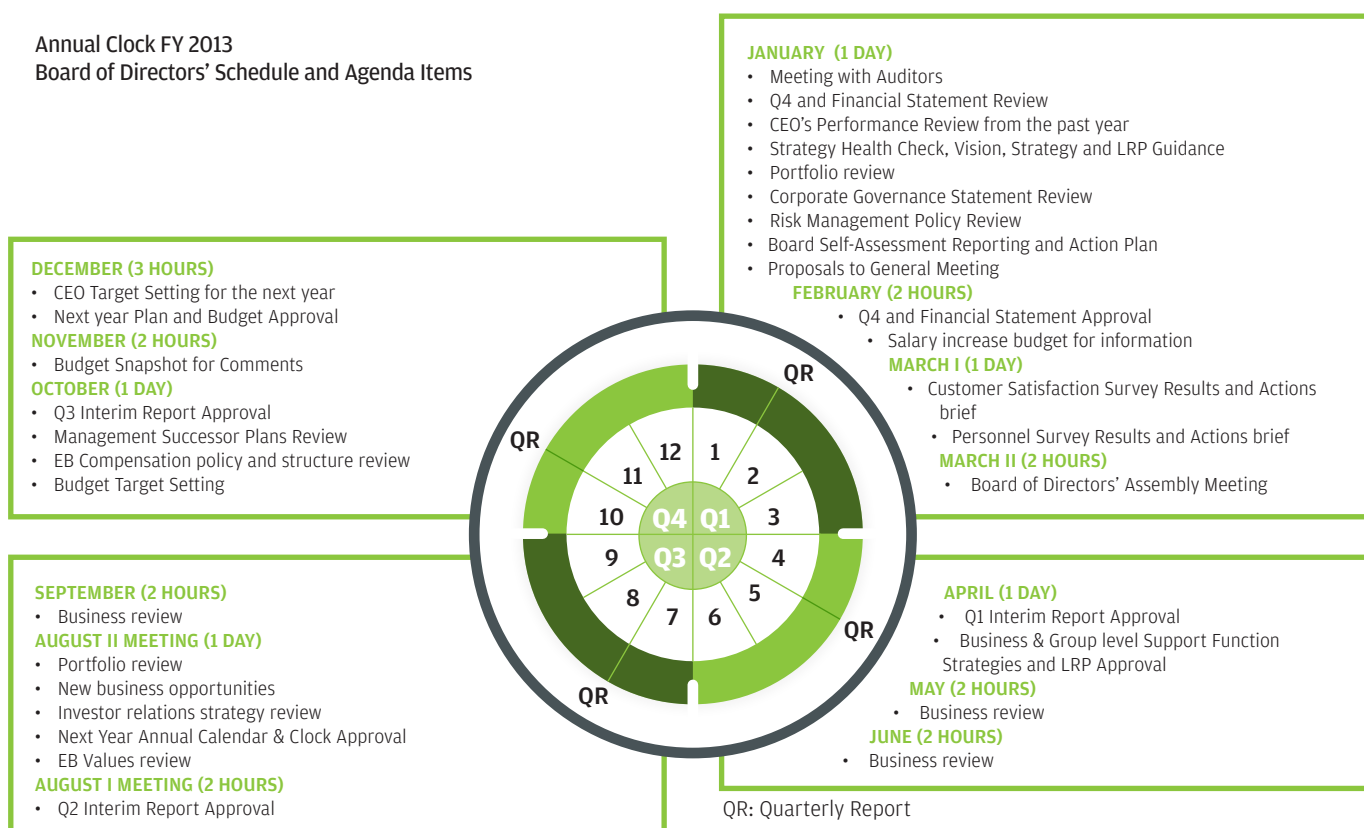 Annual Clock FY 2013
Board of Directors’ Schedule and Agenda Items
JANUARY (1 DAY)
• Meeting with Auditors
• Q4 and Financial Statement Review
• CEO’s Performance Review from the past year
• Strategy Health Check, Vision, Strategy and LRP Guidance
• Portfolio review
• Corporate Governance Statement Review
• Risk Management Policy Review
• Board Self-Assessment Reporting and Action Plan
• Proposals to General Meeting
FEBRUARY (2 HOURS)
• Q4 and Financial Statement Approval
• Salary increase budget for information
MARCH I (1 DAY)
• Customer Satisfaction Survey Results and Actions
brief
• Personnel Survey Results and Actions brief
MARCH II (2 HOURS)
• Board of Directors’ Assembly Meeting
DECEMBER (3 HOURS)
• CEO Target Setting for the next year
• Next year Plan and Budget Approval
NOVEMBER (2 HOURS)
• Budget Snapshot for Comments
OCTOBER (1 DAY)
• Q3 Interim Report Approval
• Management Successor Plans Review
• EB Compensation policy and structure review
• Budget Target Setting
QR
QR
12 1
11 2
10 Q4 Q1 3
9 Q3 Q2 4
8 5
7 6
QR
QR
SEPTEMBER (2 HOURS)
• Business review
AUGUST II MEETING (1 DAY)
• Portfolio review
• New business opportunities
• Investor relations strategy review
• Next Year Annual Calendar & Clock Approval
• EB Values review
AUGUST I MEETING (2 HOURS)
• Q2 Interim Report Approval
APRIL (1 DAY)
• Q1 Interim Report Approval
• Business & Group level Support Function
Strategies and LRP Approval
MAY (2 HOURS)
• Business review
JUNE (2 HOURS)
• Business review
QR: Quarterly Report